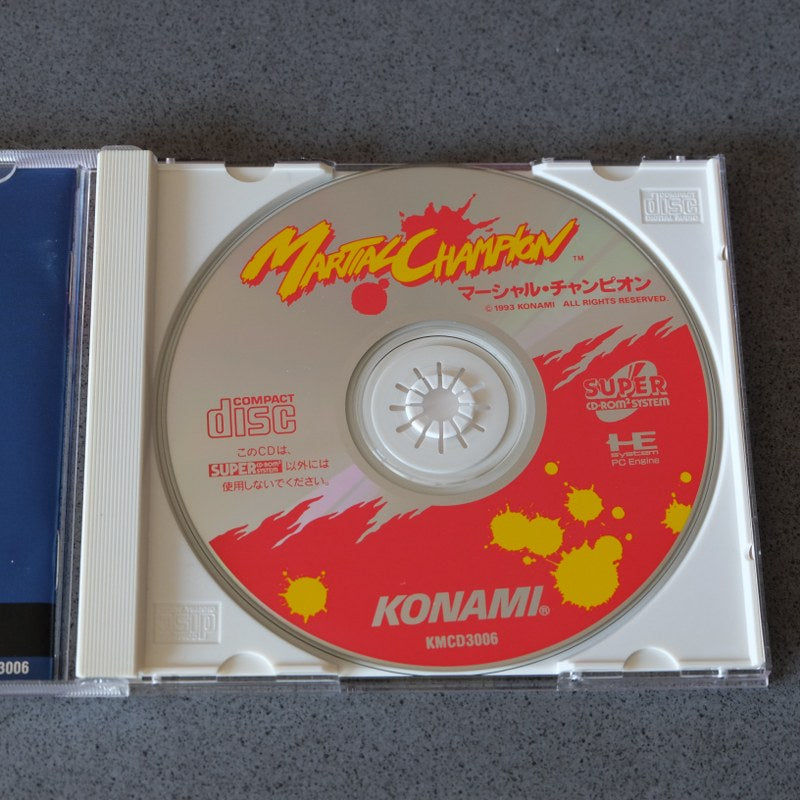 MARTIAL CHAMPION™
マーシャル・チャンピオン
© 1993 KONAMI ALL RIGHTS RESERVED.
COMPACT
disc
このCDは、
SUPER CD-ROM² SYSTEM 以外には
使用しないでください。
SUPER
CD-ROM² SYSTEM
HE
system
PC Engine
KONAMI®
KMCD3006
COMPACT
disc
DIGITAL AUDIO
3006